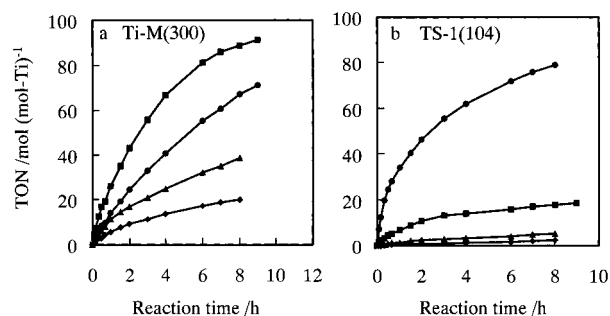 a Ti-M(300)
b TS-1(104)
TON /mol (mol-Ti)-1
100
80
60
40
20
0
0 2 4 6 8 10 12
Reaction time /h
100
80
60
40
20
0
0 2 4 6 8 10
Reaction time /h